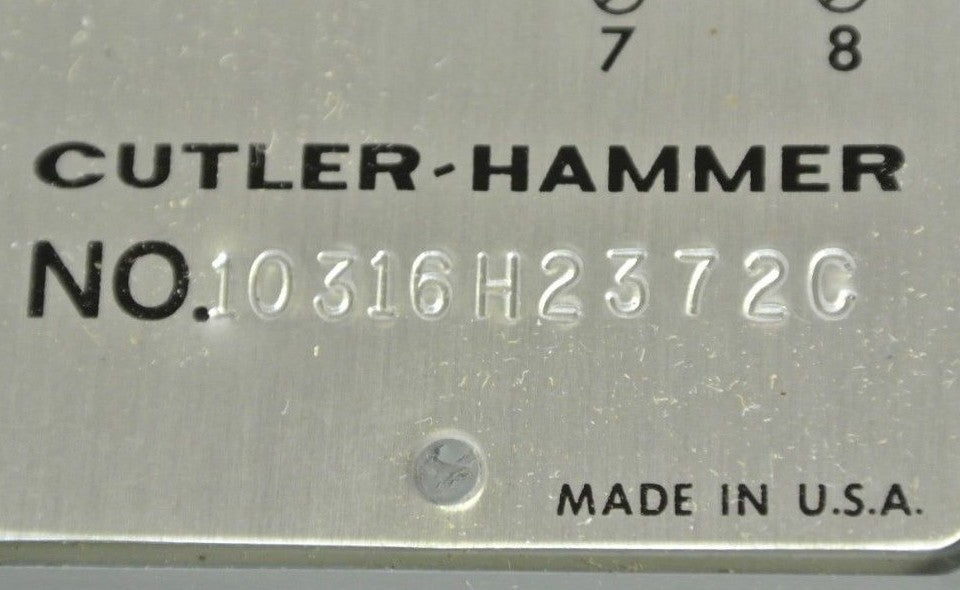 7 8
CUTLER-HAMMER
NO. 10316H2372C
MADE IN U.S.A.